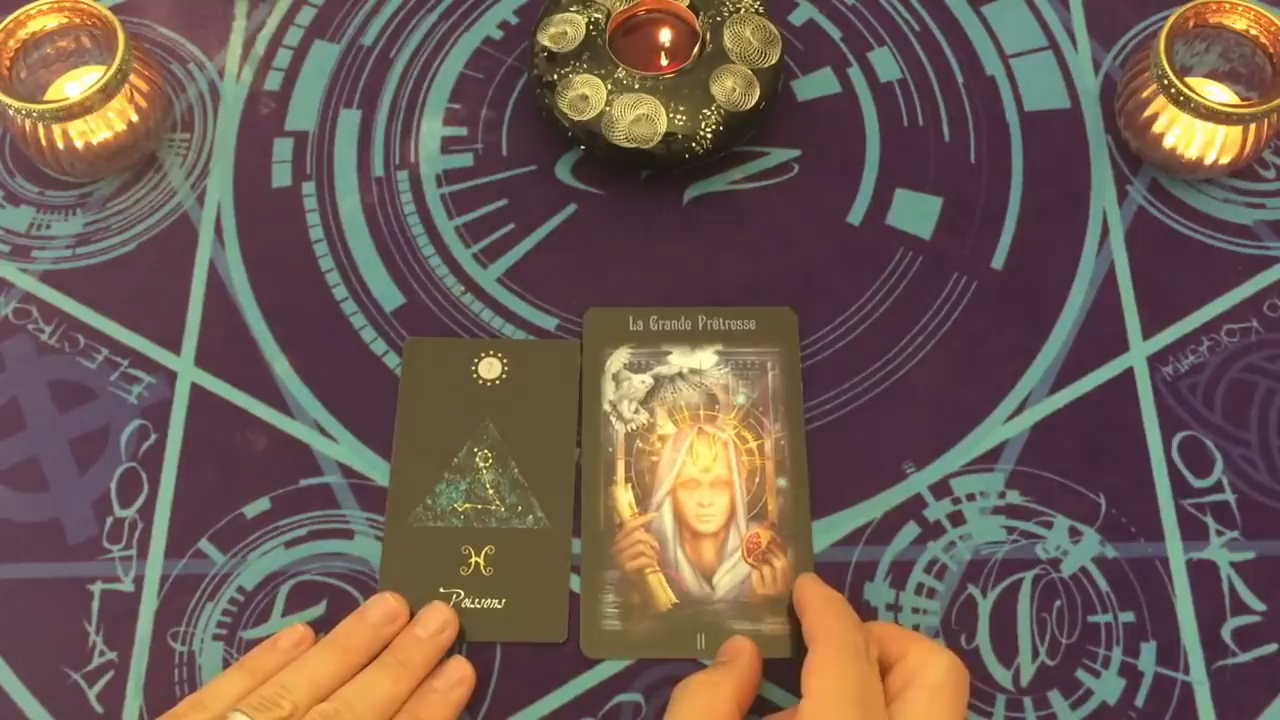 La Grande Prêtresse
II
?
Poissons
ELECTRO
COSPLAY
OTAKU